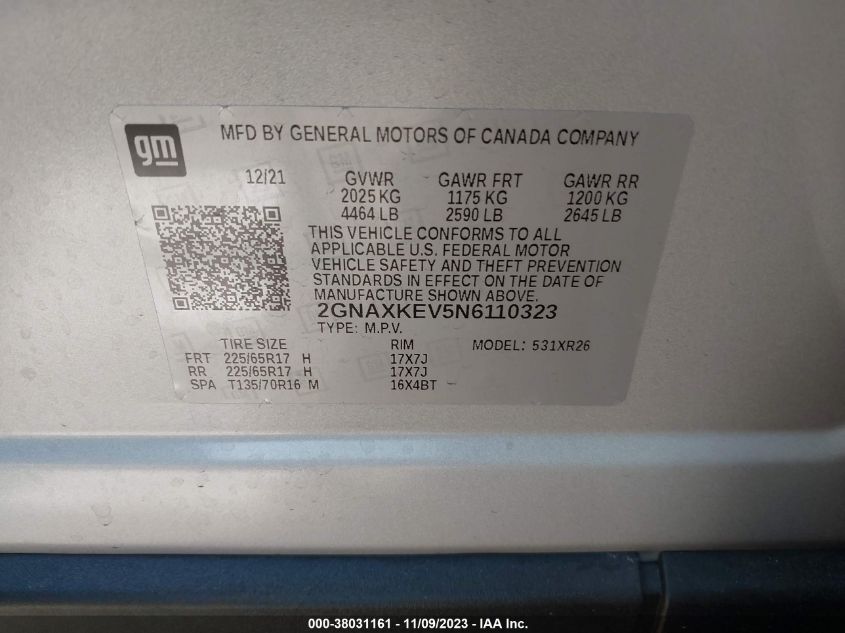 gm
MFD BY GENERAL MOTORS OF CANADA COMPANY
12/21 GVWR GAWR FRT GAWR RR
2025 KG 1175 KG 1200 KG
4464 LB 2590 LB 2645 LB
THIS VEHICLE CONFORMS TO ALL
APPLICABLE U.S. FEDERAL MOTOR
VEHICLE SAFETY AND THEFT PREVENTION
STANDARDS IN EFFECT ON THE DATE OF
MANUFACTURE SHOWN ABOVE.
2GNAXKEV5N6110323
TYPE: M.P.V.
TIRE SIZE RIM MODEL: 531XR26
FRT 225/65R17 H 17X7J
RR 225/65R17 H 17X7J
SPA T135/70R16 M 16X4BT
000-38031161 - 11/09/2023 - IAA Inc.